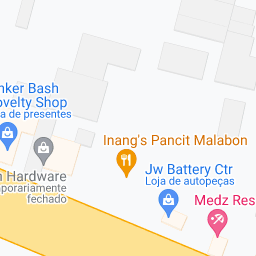 nker Bash
ovelty Shop
a de presentes
Inang's Pancit Malabon
n Hardware
mporariamente
fechado
Jw Battery Ctr
Loja de autopeças
Medz Res